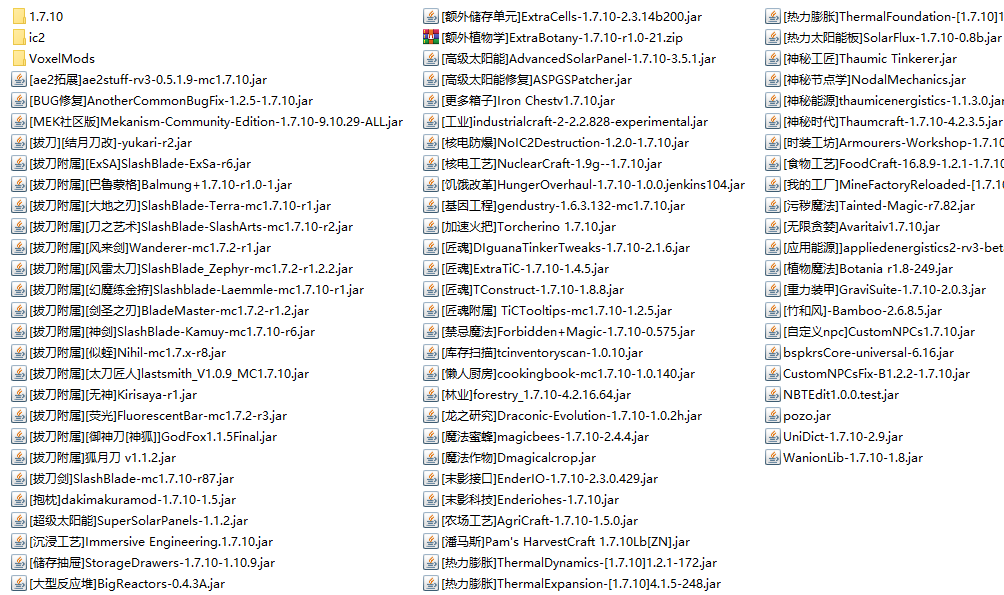 1.7.10
ic2
VoxelMods
[ae2拓展]ae2stuff-rv3-0.5.1.9-mc1.7.10.jar
[BUG修复]AnotherCommonBugFix-1.2.5-1.7.10.jar
[MEK社区版]Mekanism-Community-Edition-1.7.10-9.10.29-ALL.jar
[拔刀][结月刀改]-yukari-r2.jar
[拔刀附属][ExSA]SlashBlade-ExSa-r6.jar
[拔刀附属][巴鲁蒙格]Balmung+1.7.10-r1.0-1.jar
[拔刀附属][大地之刃]SlashBlade-Terra-mc1.7.10-r1.jar
[拔刀附属][刀之艺术]SlashBlade-SlashArts-mc1.7.10-r2.jar
[拔刀附属][风来剑]Wanderer-mc1.7.2-r1.jar
[拔刀附属][风雷太刀]SlashBlade_Zephyr-mc1.7.2-r1.2.2.jar
[拔刀附属][幻魔练金捋]Slashblade-Laemmle-mc1.7.10-r1.jar
[拔刀附属][剑圣之刃]BladeMaster-mc1.7.2-r1.2.jar
[拔刀附属][神剑]SlashBlade-Kamuy-mc1.7.10-r6.jar
[拔刀附属][似蛭]Nihil-mc1.7.x-r8.jar
[拔刀附属][太刀匠人]lastsmith_V1.0.9_MC1.7.10.jar
[拔刀附属][无神]Kirisaya-r1.jar
[拔刀附属][荧光]FluorescentBar-mc1.7.2-r3.jar
[拔刀附属][御神刀[神狐]]GodFox1.1.5Final.jar
[拔刀附属]狐月刀 v1.1.2.jar
[拔刀剑]SlashBlade-mc1.7.10-r87.jar
[抱枕]dakimakuramod-1.7.10-1.5.jar
[超级太阳能]SuperSolarPanels-1.1.2.jar
[沉浸工艺]Immersive Engineering.1.7.10.jar
[储存抽屉]StorageDrawers-1.7.10-1.10.9.jar
[大型反应堆]BigReactors-0.4.3A.jar
[额外储存单元]ExtraCells-1.7.10-2.3.14b200.jar
[额外植物学]ExtraBotany-1.7.10-r1.0-21.zip
[高级太阳能]AdvancedSolarPanel-1.7.10-3.5.1.jar
[高级太阳能修复]ASPGSPatcher.jar
[更多箱子]Iron Chestv1.7.10.jar
[工业]industrialcraft-2-2.2.828-experimental.jar
[核电防爆]NoIC2Destruction-1.2.0-1.7.10.jar
[核电工艺]NuclearCraft-1.9g--1.7.10.jar
[饥饿改革]HungerOverhaul-1.7.10-1.0.0.jenkins104.jar
[基因工程]gendustry-1.6.3.132-mc1.7.10.jar
[加速火把]Torcherino 1.7.10.jar
[匠魂]DIguanaTinkerTweaks-1.7.10-2.1.6.jar
[匠魂]ExtraTiC-1.7.10-1.4.5.jar
[匠魂]TConstruct-1.7.10-1.8.8.jar
[匠魂附属] TiCTooltips-mc1.7.10-1.2.5.jar
[禁忌魔法]Forbidden+Magic-1.7.10-0.575.jar
[库存扫描]tcinventoryscan-1.0.10.jar
[懒人厨房]cookingbook-mc1.7.10-1.0.140.jar
[林业]forestry_1.7.10-4.2.16.64.jar
[龙之研究]Draconic-Evolution-1.7.10-1.0.2h.jar
[魔法蜜蜂]magicbees-1.7.10-2.4.4.jar
[魔法作物]Dmagicalcrop.jar
[末影接口]EnderIO-1.7.10-2.3.0.429.jar
[末影科技]Enderiohes-1.7.10.jar
[农场工艺]AgriCraft-1.7.10-1.5.0.jar
[潘马斯]Pam's HarvestCraft 1.7.10Lb[ZN].jar
[热力膨胀]ThermalDynamics-[1.7.10]1.2.1-172.jar
[热力膨胀]ThermalExpansion-[1.7.10]4.1.5-248.jar
[热力膨胀]ThermalFoundation-[1.7.10]1
[热力太阳能板]SolarFlux-1.7.10-0.8b.jar
[神秘工匠]Thaumic Tinkerer.jar
[神秘节点学]NodalMechanics.jar
[神秘能源]thaumicenergistics-1.1.3.0.jar
[神秘时代]Thaumcraft-1.7.10-4.2.3.5.jar
[时装工坊]Armourers-Workshop-1.7.10
[食物工艺]FoodCraft-16.8.9-1.2.1-1.7.10
[我的工厂]MineFactoryReloaded-[1.7.10
[污秽魔法]Tainted-Magic-r7.82.jar
[无限贪婪]Avaritaiv1.7.10.jar
[应用能源]]appliedenergistics2-rv3-bet
[植物魔法]Botania r1.8-249.jar
[重力装甲]GraviSuite-1.7.10-2.0.3.jar
[竹和风]-Bamboo-2.6.8.5.jar
[自定义npc]CustomNPCs1.7.10.jar
bspkrsCore-universal-6.16.jar
CustomNPCsFix-B1.2.2-1.7.10.jar
NBTEdit1.0.0.test.jar
pozo.jar
UniDict-1.7.10-2.9.jar
WanionLib-1.7.10-1.8.jar